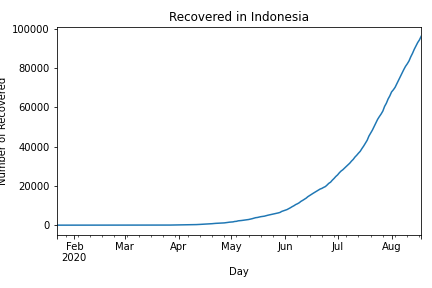 Recovered in Indonesia
100000
80000
60000
40000
20000
0
Number of Recovered
Feb Mar Apr May Jun Jul Aug
2020
Day